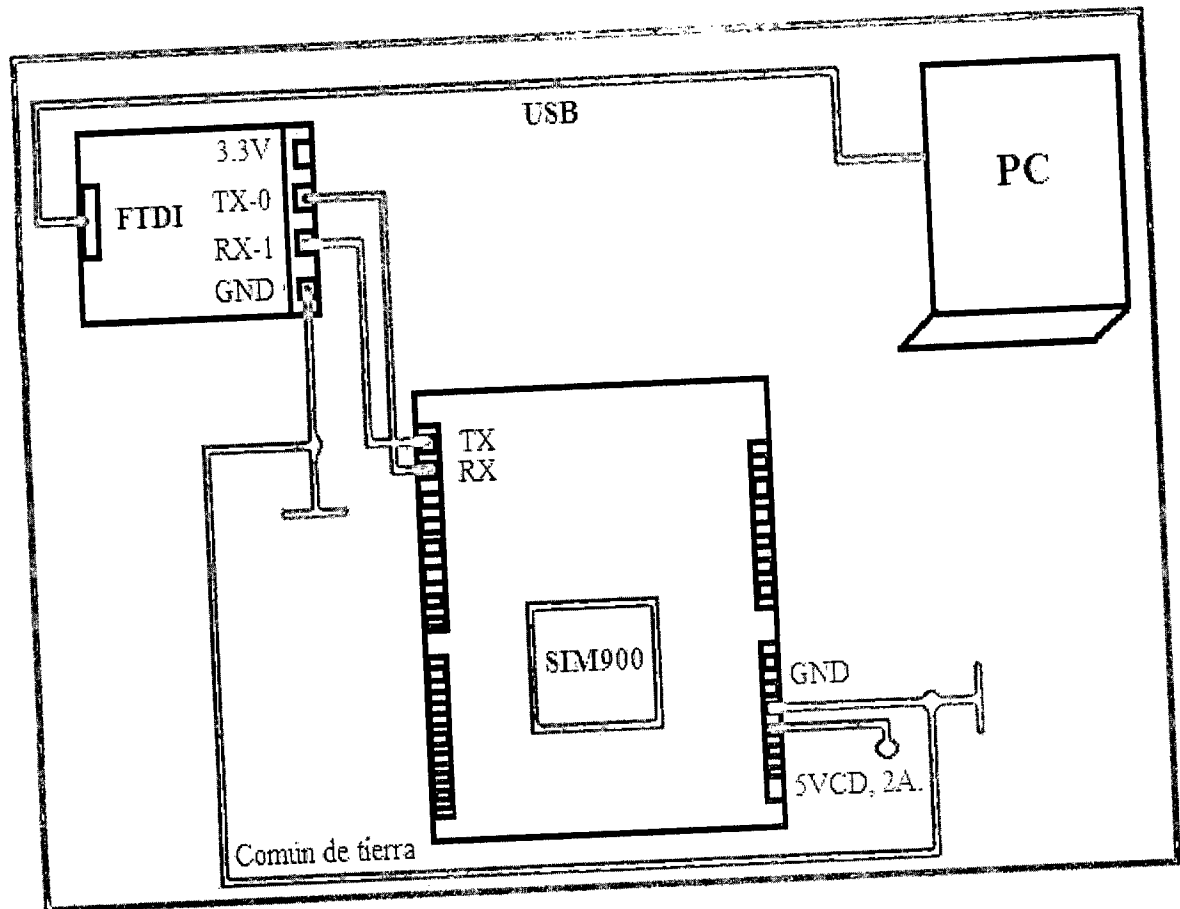 USB
PC
3.3V
FTDI
TX-0
RX-1
GND
TX
RX
SIM900
GND
5VCD, 2A.
Común de tierra